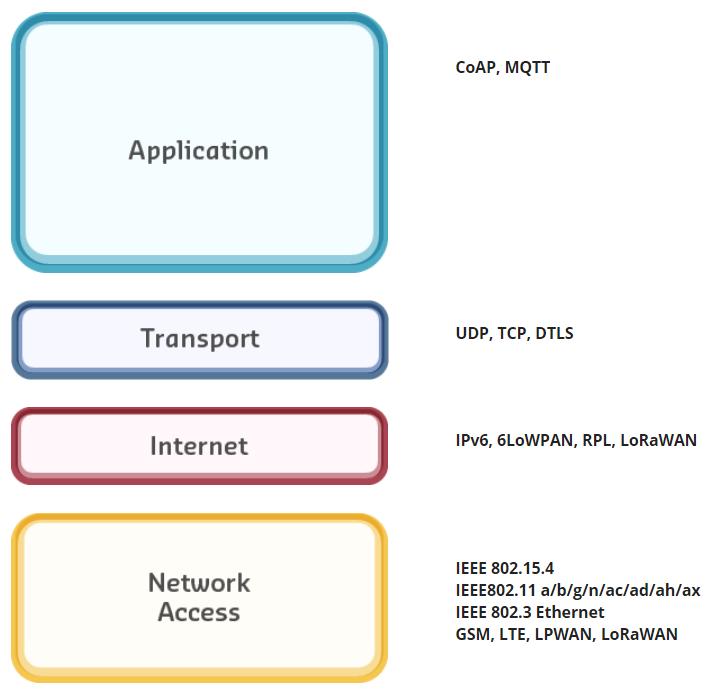 Application
CoAP, MQTT
Transport
UDP, TCP, DTLS
Internet
IPv6, 6LoWPAN, RPL, LoRaWAN
Network
Access
IEEE 802.15.4
IEEE802.11 a/b/g/n/ac/ad/ah/ax
IEEE 802.3 Ethernet
GSM, LTE, LPWAN, LoRaWAN